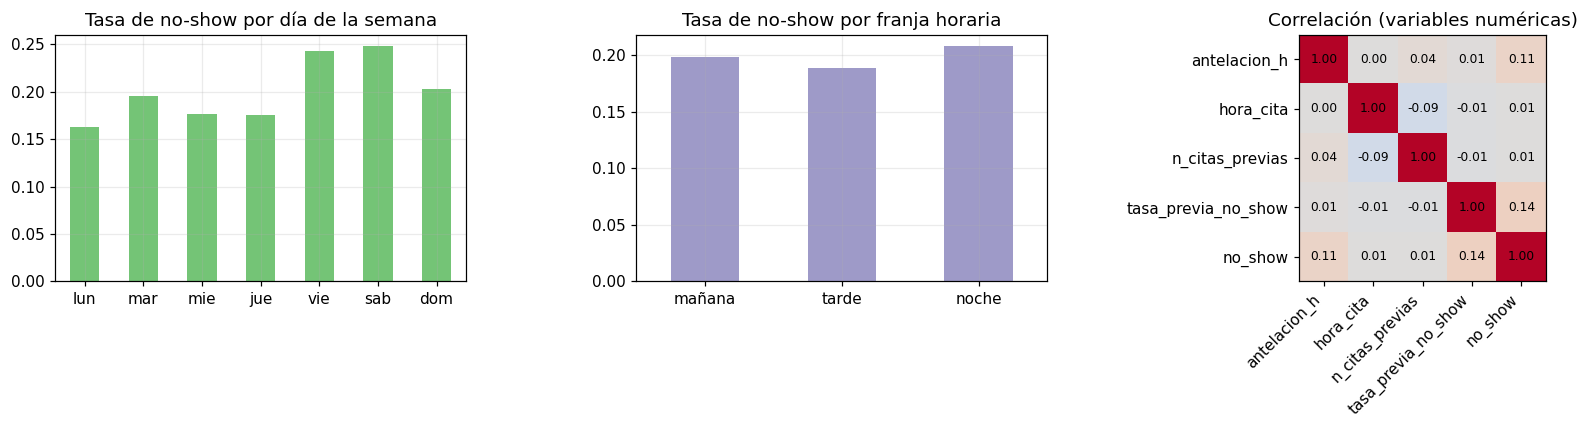 Tasa de no-show por día de la semana
0.25
0.20
0.15
0.10
0.05
0.00
lun mar mie jue vie sab dom
Tasa de no-show por franja horaria
0.20
0.15
0.10
0.05
0.00
mañana tarde noche
Correlación (variables numéricas)
antelacion_h 1.00 0.00 0.04 0.01 0.11
hora_cita 0.00 1.00 -0.09 -0.01 0.01
n_citas_previas 0.04 -0.09 1.00 -0.01 0.01
tasa_previa_no_show 0.01 -0.01 -0.01 1.00 0.14
no_show 0.11 0.01 0.01 0.14 1.00
antelacion_h
hora_cita
n_citas_previas
tasa_previa_no_show
no_show